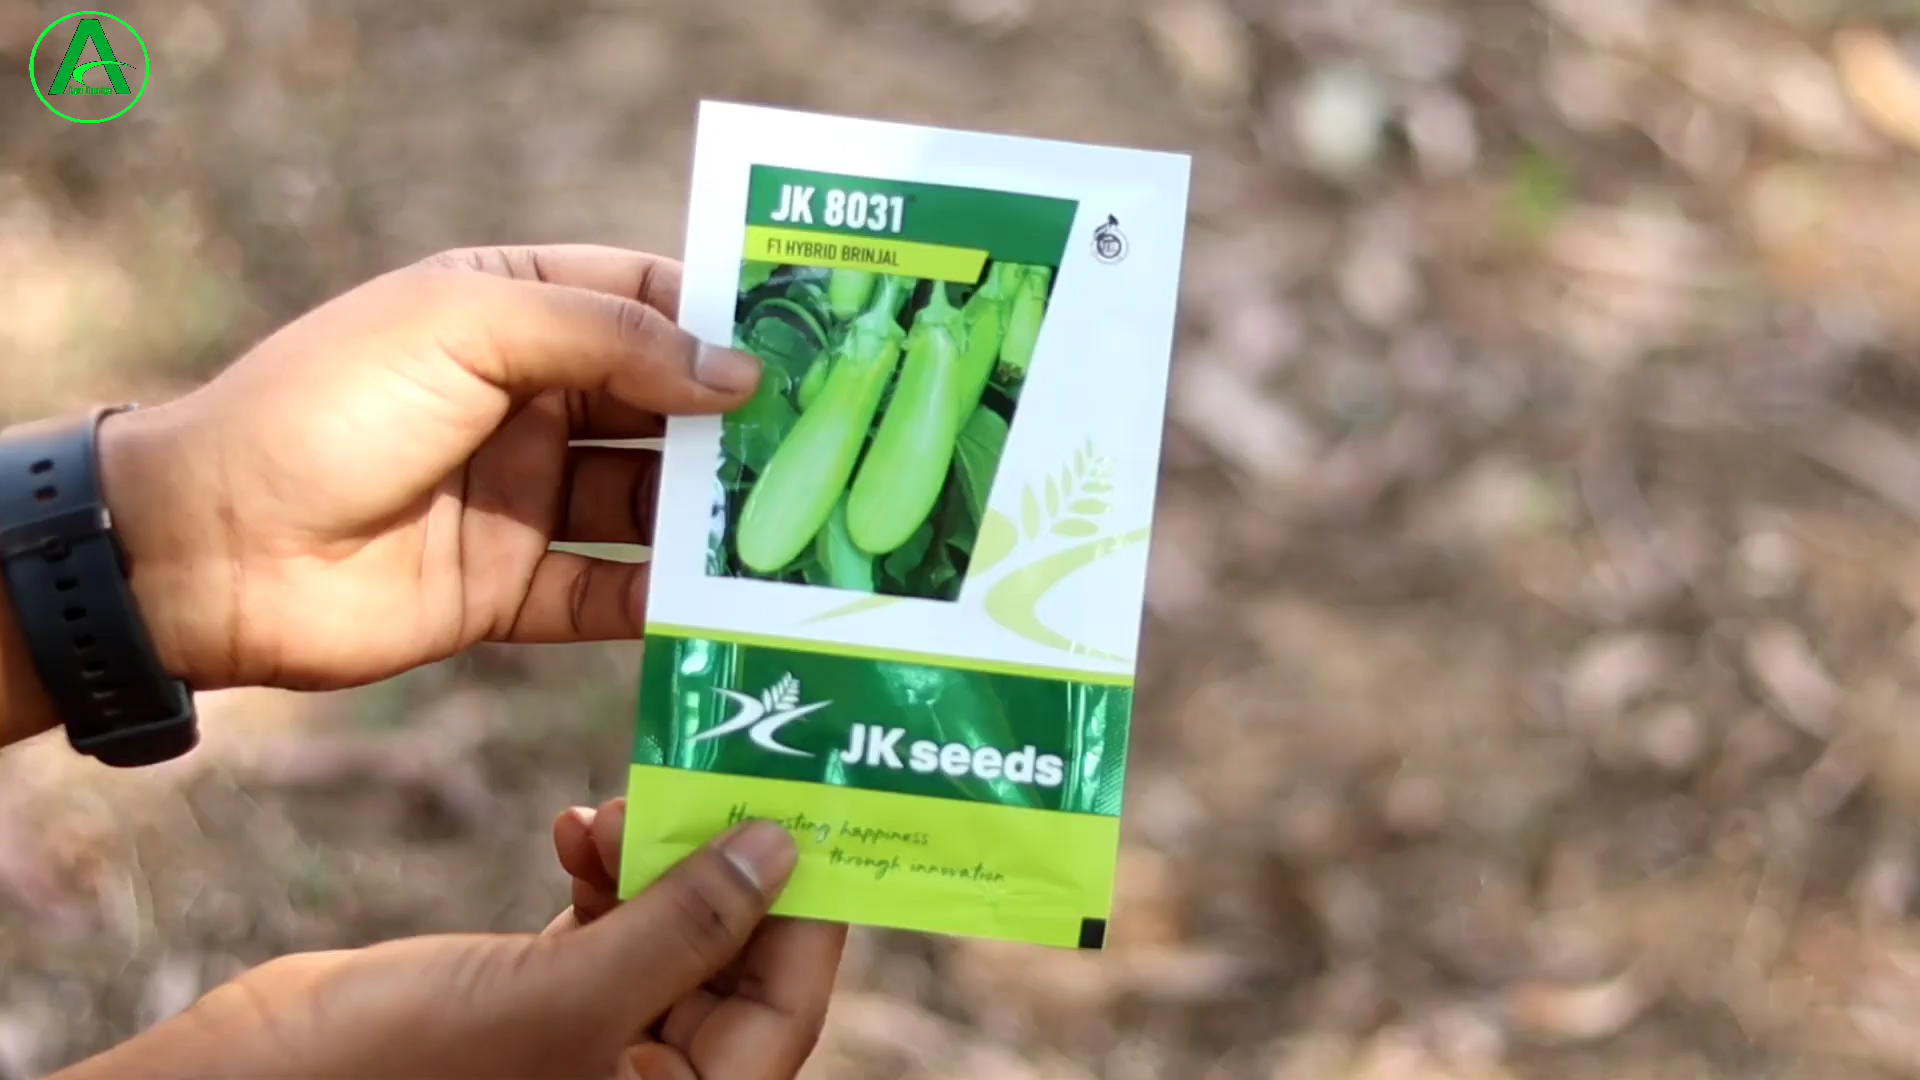 JK 8031
F1 HYBRID BRINJAL
JK seeds
happiness
through innovation